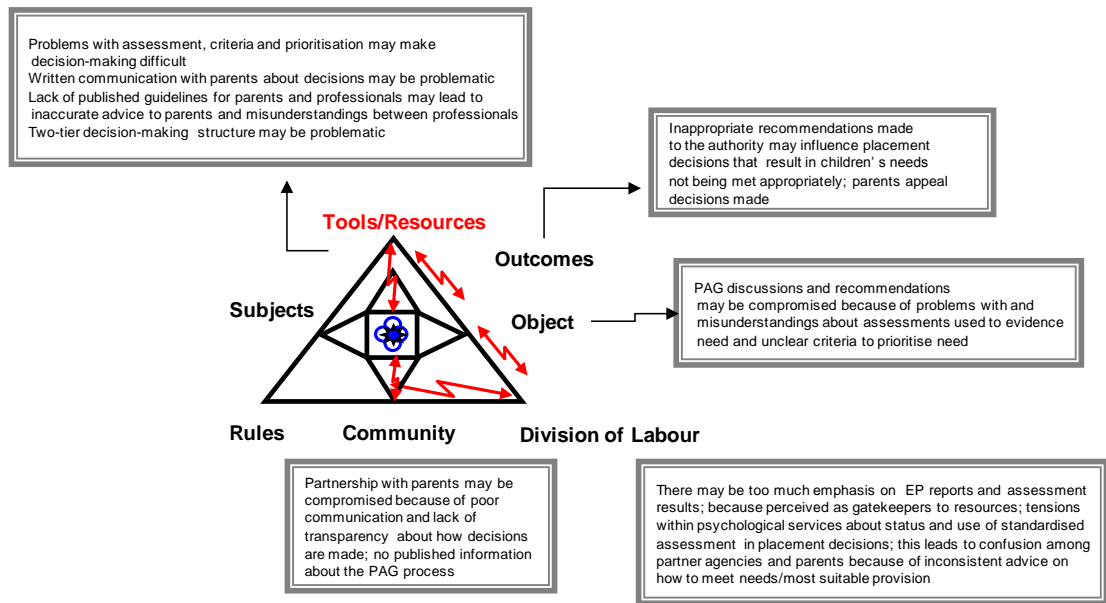 Problems with assessment, criteria and prioritisation may make
decision-making difficult
Written communication with parents about decisions may be problematic
Lack of published guidelines for parents and professionals may lead to
inaccurate advice to parents and misunderstandings between professionals
Two-tier decision-making structure may be problematic
Inappropriate recommendations made
to the authority may influence placement
decisions that result in children' s needs
not being met appropriately; parents appeal
decisions made
Tools/Resources
Outcomes
Subjects
Object
PAG discussions and recommendations
may be compromised because of problems with and
misunderstandings about assessments used to evidence
need and unclear criteria to prioritise need
Rules
Community
Division of Labour
Partnership with parents may be
compromised because of poor
communication and lack of
transparency about how decisions
are made; no published information
about the PAG process
There may be too much emphasis on EP reports and assessment
results; because perceived as gatekeepers to resources; tensions
within psychological services about status and use of standardised
assessment in placement decisions; this leads to confusion among
partner agencies and parents because of inconsistent advice on
how to meet needs/most suitable provision